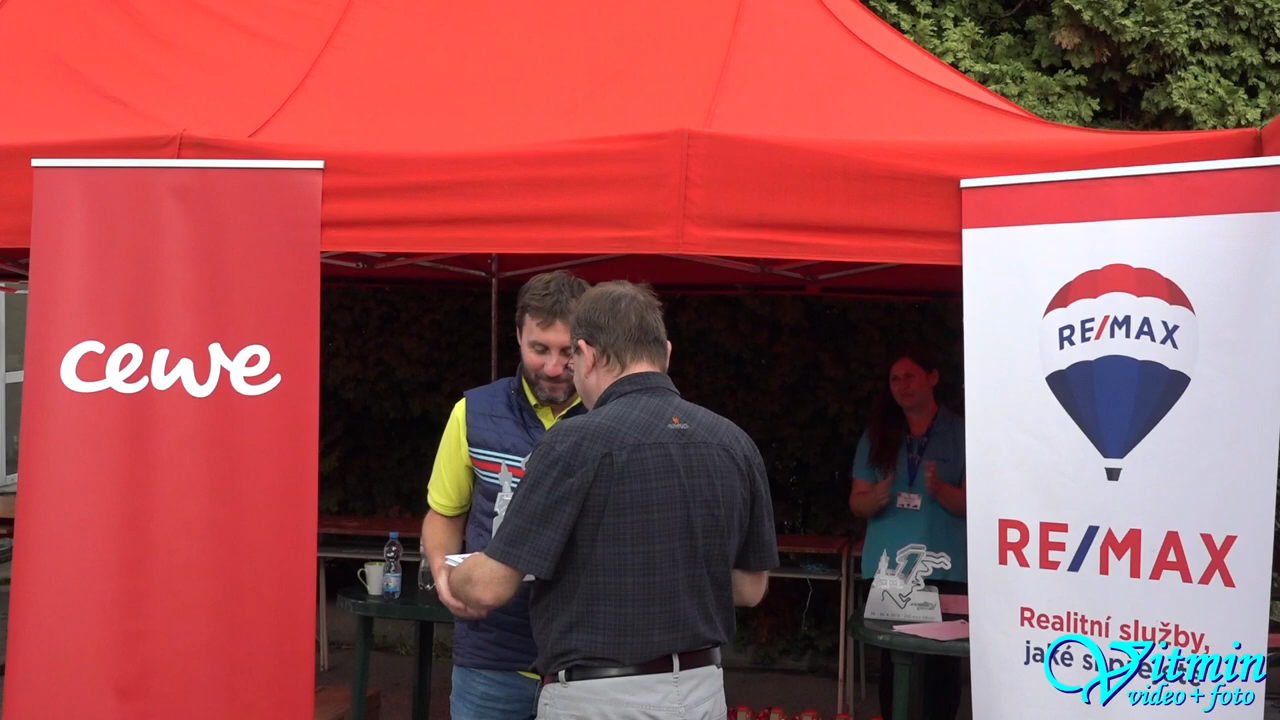 cewe
RE/MAX
RE/MAX
Realitní služby,
jaké
Vitmin
video+foto